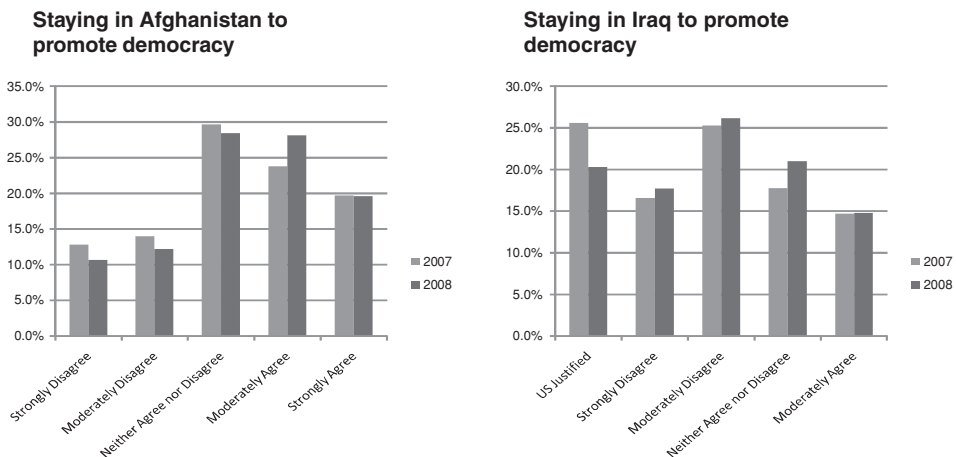 Staying in Afghanistan to
promote democracy
35.0%
30.0%
25.0%
20.0%
15.0%
10.0%
5.0%
0.0%
Strongly Disagree
Moderately Disagree
Neither Agree nor Disagree
Moderately Agree
Strongly Agree
2007
2008
Staying in Iraq to promote
democracy
30.0%
25.0%
20.0%
15.0%
10.0%
5.0%
0.0%
US Justified
Strongly Disagree
Moderately Disagree
Neither Agree nor Disagree
Moderately Agree
2007
2008